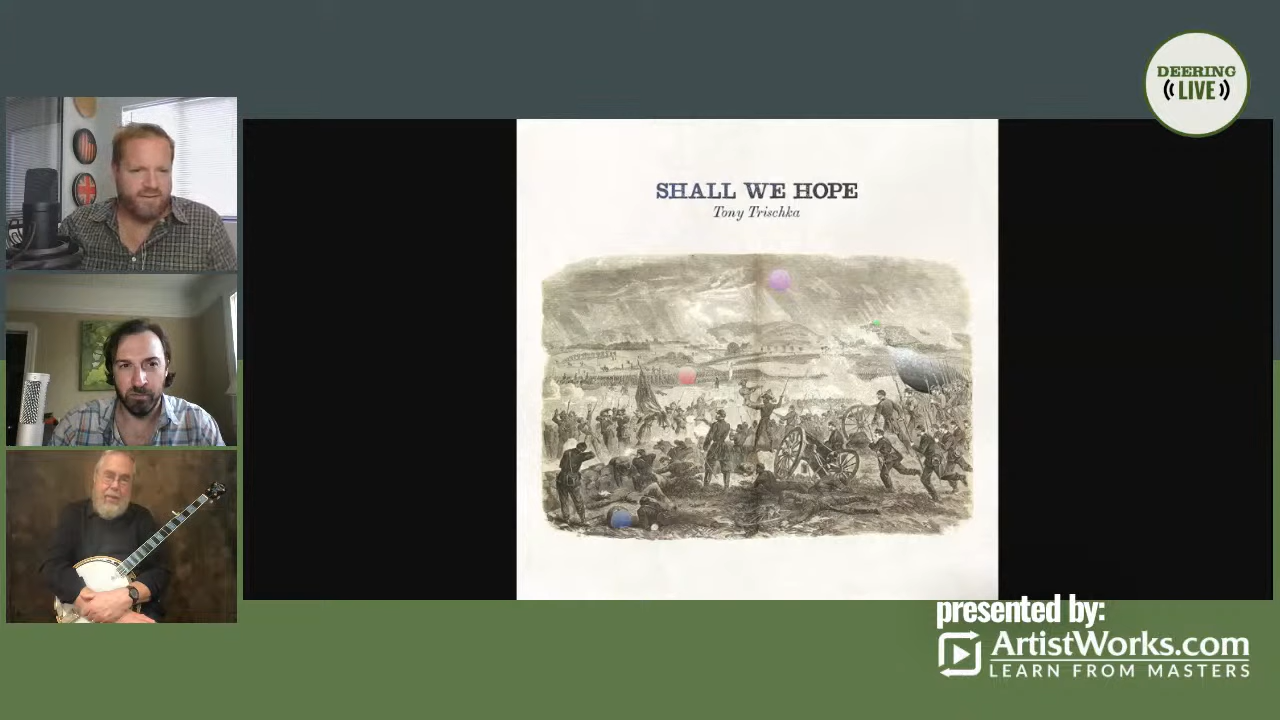 DEERING
LIVE
SHALL WE HOPE
Tony Trischka
presented by:
ArtistWorks.com
LEARN FROM MASTERS